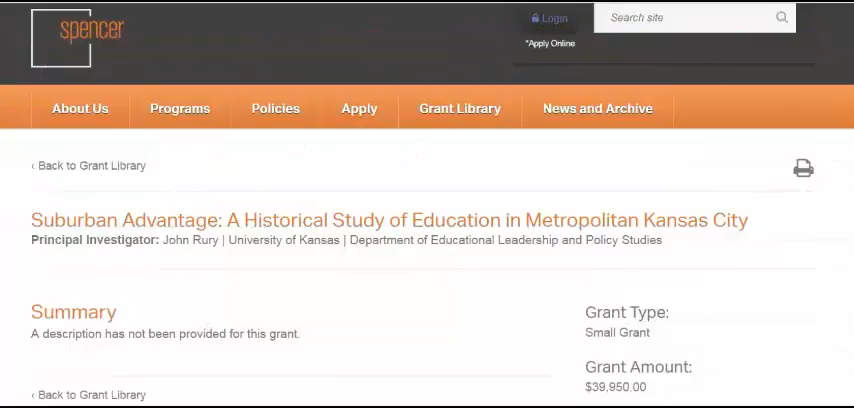 spencer
Login
Search site
*Apply Online
About Us Programs Policies Apply Grant Library News and Archive
‹ Back to Grant Library
Suburban Advantage: A Historical Study of Education in Metropolitan Kansas City
Principal Investigator: John Rury | University of Kansas | Department of Educational Leadership and Policy Studies
Summary
A description has not been provided for this grant.
Grant Type:
Small Grant
Grant Amount:
$39,950.00
‹ Back to Grant Library